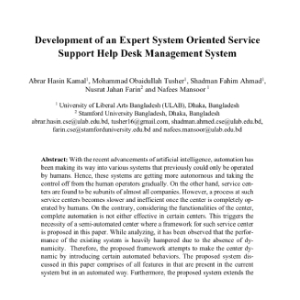 Development of an Expert System Oriented Service
Support Help Desk Management System
Abrar Hasin Kamal¹, Mohammad Obaidullah Tusher¹, Shadman Fahim Ahmad¹,
Nusrat Jahan Farin² and Nafees Mansoor¹
¹ University of Liberal Arts Bangladesh (ULAB), Dhaka, Bangladesh
² Stamford University Bangladesh, Dhaka, Bangladesh
abrar.hasin.cse@ulab.edu.bd, tusher16@gmail.com, shadman.ahmed.cse@ulab.edu.bd,
farin.cse@stamforduniversity.edu.bd and nafees.mansoor@ulab.edu.bd
Abstract: With the recent advancements of artificial intelligence, automation has
been making its way into various systems that previously could only be operated
by humans. Hence, these systems are getting more autonomous and taking the
control off from the human operators gradually. On the other hand, service cen-
ters are found to be subunits of almost all companies. However, a process at such
service centers becomes slower and inefficient once the center is completely op-
erated by humans. On the contrary, considering the functionalities of the center,
complete automation is not either effective in certain centers. This triggers the
necessity of a semi-automated center where a framework for such service center
is proposed in this paper. While analyzing, it has been observed that the perfor-
mance of the existing system is heavily hampered due to the absence of dy-
namicity. Therefore, the proposed framework attempts to make the center dy-
namic by introducing certain automated behaviors. The proposed system dis-
cussed in this paper comprises of all features in that are present in the current
system but in an automated way. Furthermore, the proposed system extends the